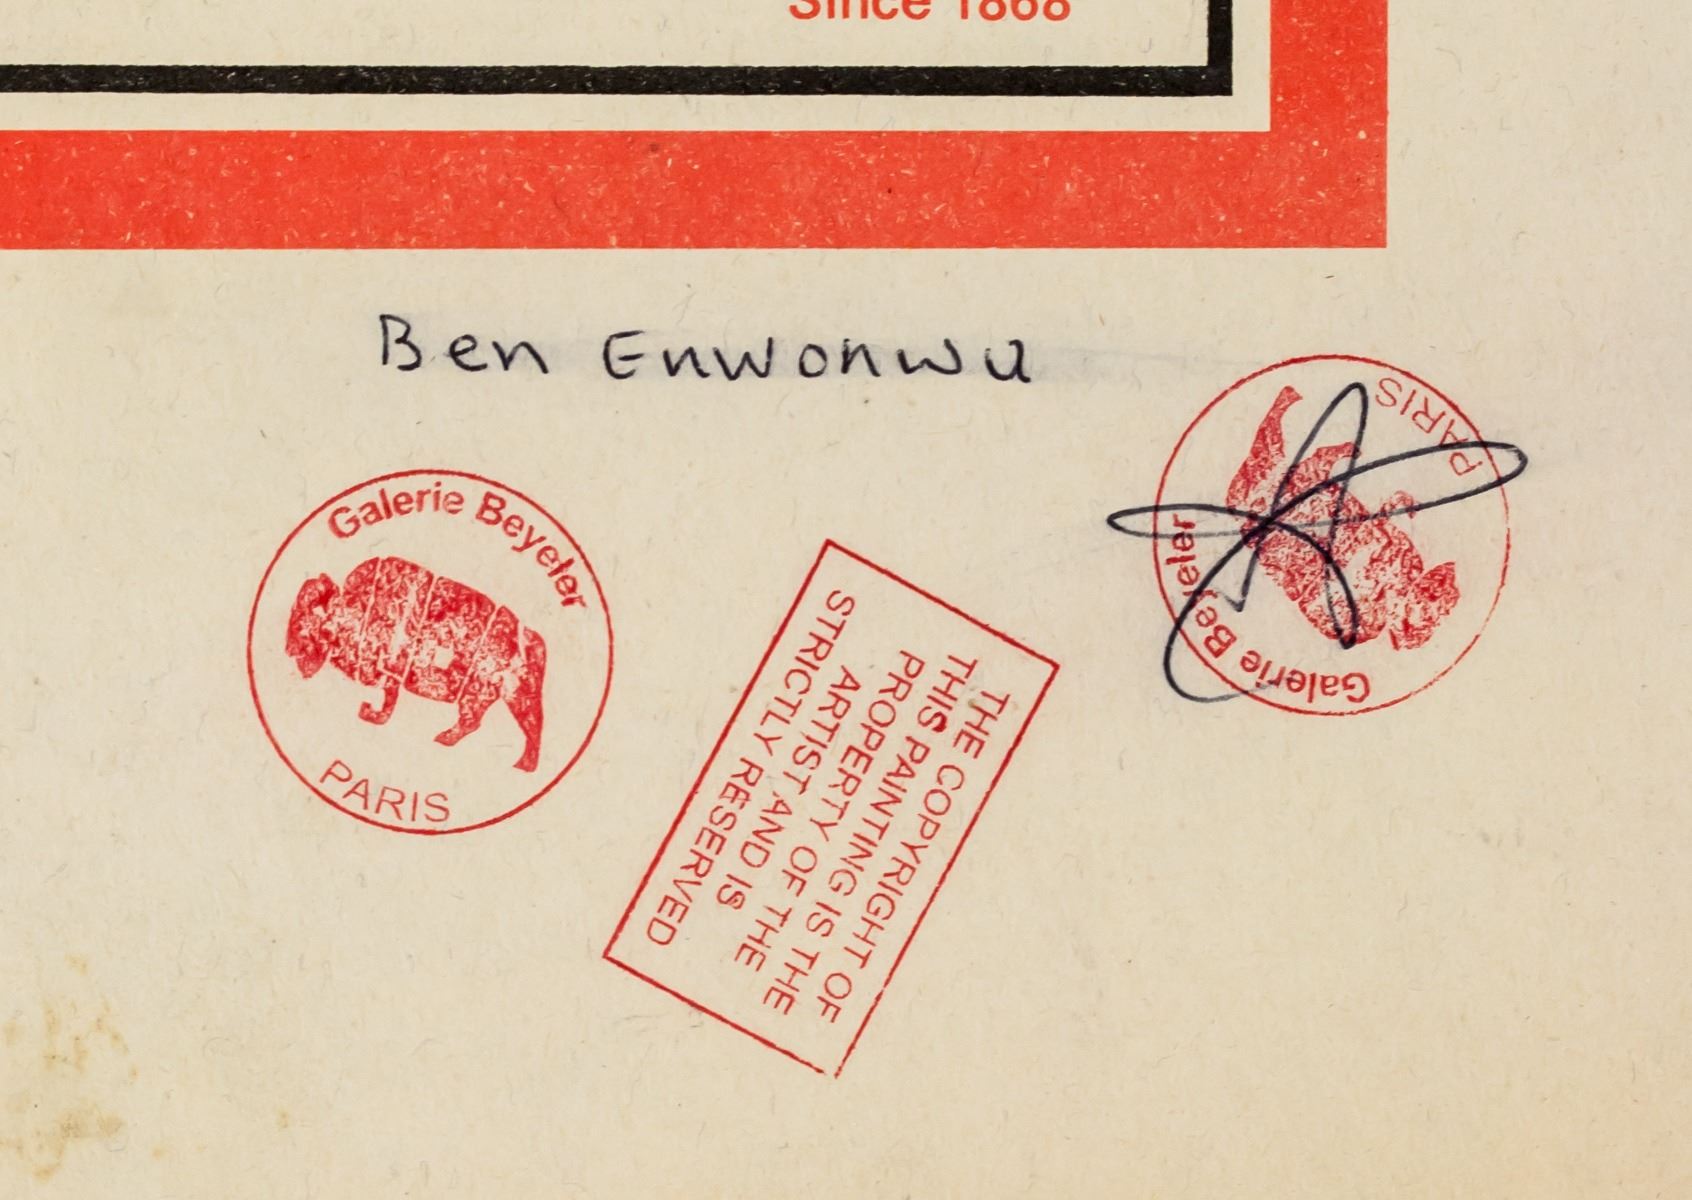 Since 1868
Ben Enwonwu
Galerie Beyeler
PARIS
THE COPYRIGHT OF
THIS PAINTING IS THE
PROPERTY OF THE
ARTIST AND IS
STRICTLY RESERVED
Galerie Beyeler
PARIS